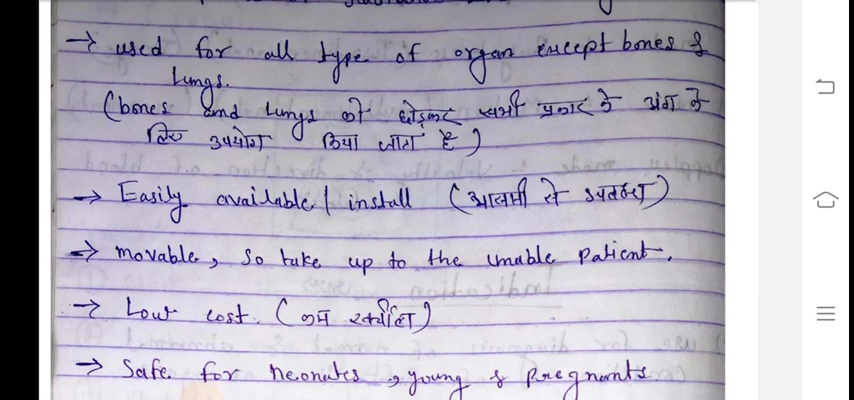 → used for all type of organ except bones &
lungs.
(bones and lungs को छोड़कर सभी प्रकार के अंग के
लिए उपयोग किया जाता है)
→ Easily available / install (आसानी से उपलब्ध)
→ movable, so take up to the unable patient.
→ Low cost. (कम खर्चीला)
→ Safe for neonates, young & pregnants